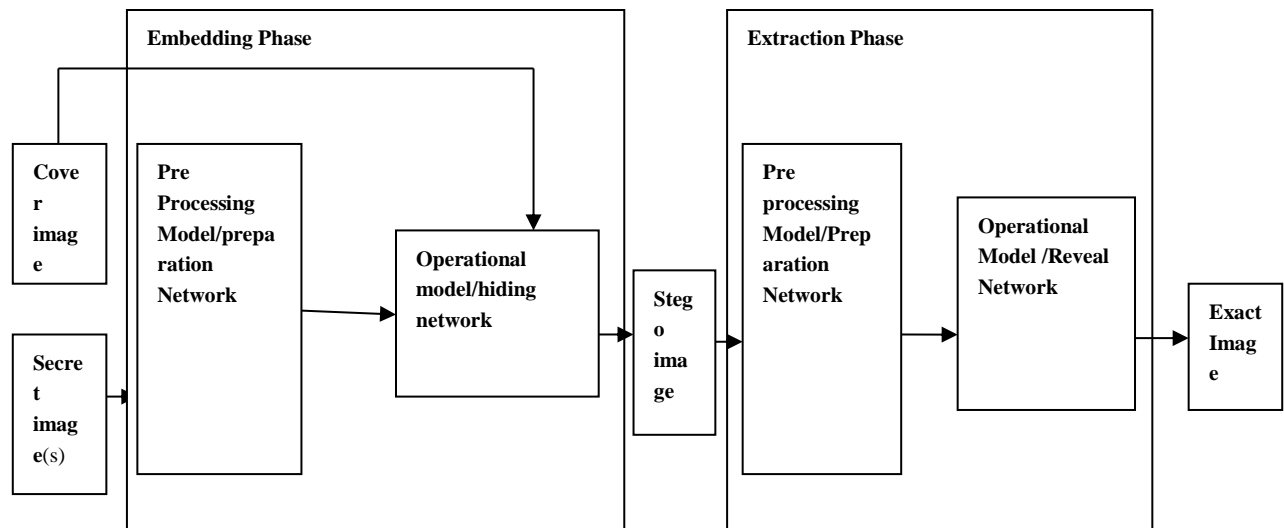 Embedding Phase
Extraction Phase
Cove
r
imag
e
Pre
Processing
Model/prepa
ration
Network
Operational
model/hiding
network
Secre
t
imag
e(s)
Steg
o
ima
ge
Pre
processing
Model/Prep
aration
Network
Operational
Model /Reveal
Network
Exact
Imag
e